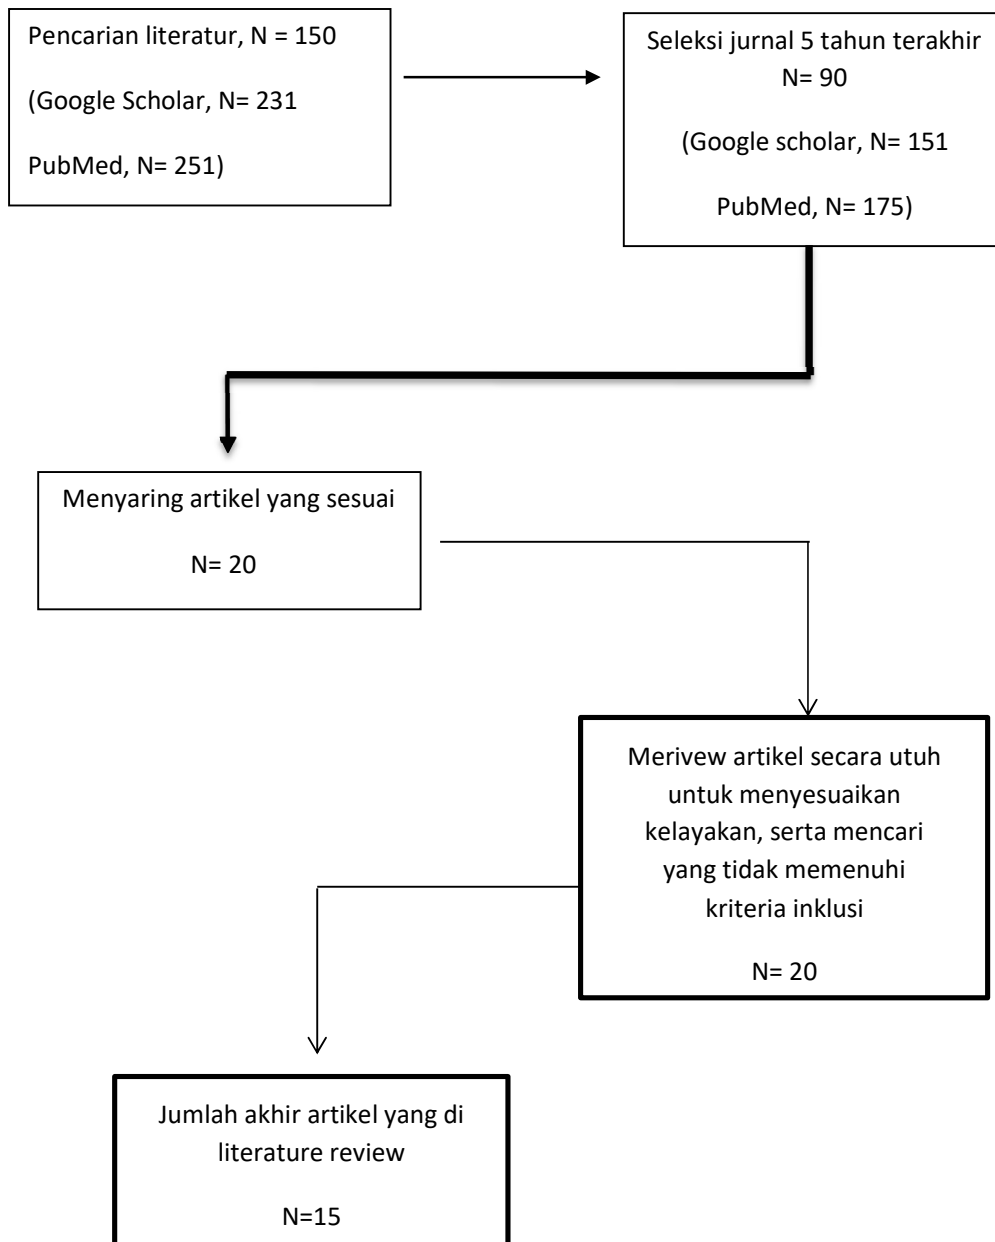 Pencarian literatur, N = 150
(Google Scholar, N= 231
PubMed, N= 251)
Seleksi jurnal 5 tahun terakhir
N= 90
(Google scholar, N= 151
PubMed, N= 175)
Menyaring artikel yang sesuai
N= 20
Merivew artikel secara utuh
untuk menyesuaikan
kelayakan, serta mencari
yang tidak memenuhi
kriteria inklusi
N= 20
Jumlah akhir artikel yang di
literature review
N=15